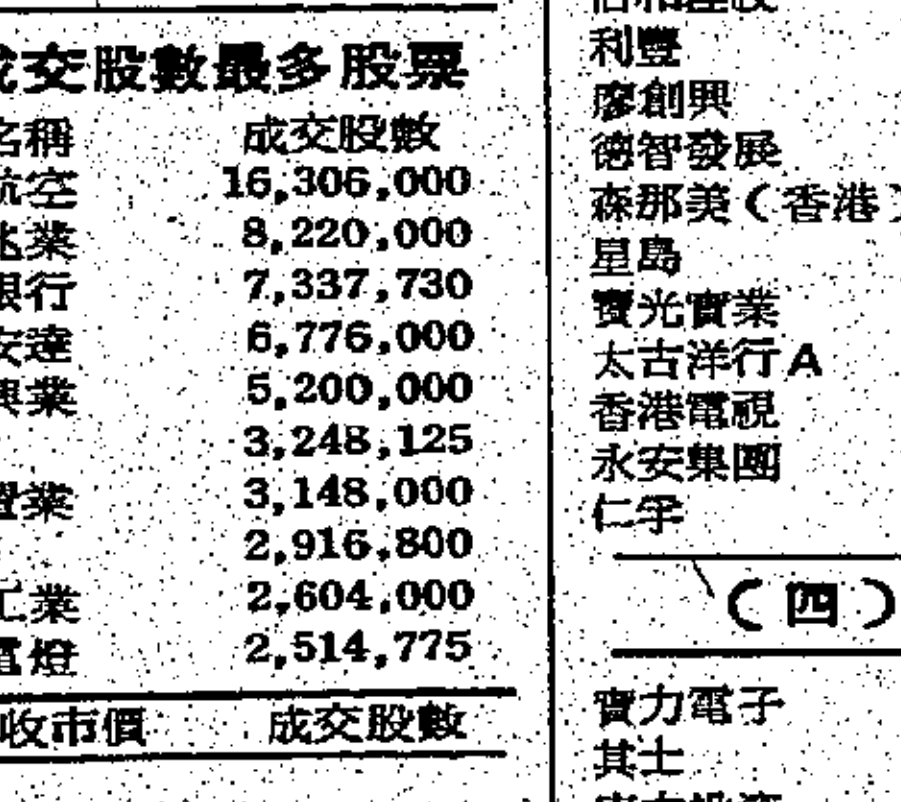 交股數最多股票
稱 成交股數
航空 16,306,000
業 8,220,000
銀行 7,337,730
安達 6,776,000
興業 5,200,000
3,248,125
置業 3,148,000
2,916,800
工業 2,604,000
電燈 2,514,775
收市價 成交股數
利豐
廖創興
德智發展
森那美（香港）
星島
寶光實業
太古洋行A
香港電視
永安集團
仁孚
（四）
寶力電子
其士